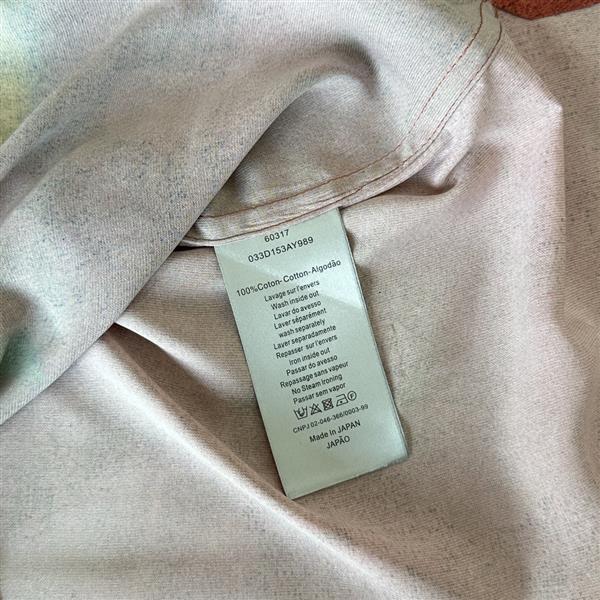 60317
033D153AY989
100%Coton- Cotton-Algodão
Lavage sur l'envers
Wash inside out
Lavar do avesso
Laver séparément
wash separately
Laver separadamente
Repasser sur l'envers
Iron inside out
Passar do avesso
Repassage sans vapeur
No Steam Ironing
Passar sem vapor
CNPJ 02-046-366/0003-99
Made In JAPAN
JAPÃO